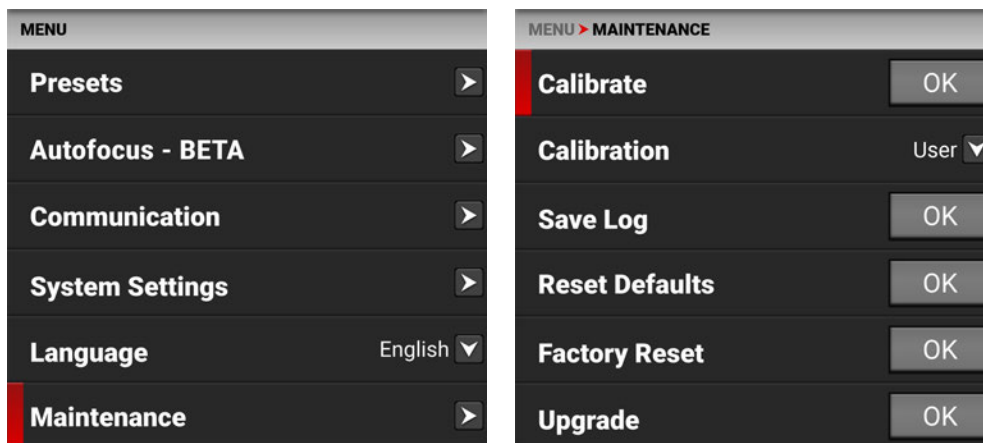 MENU
Presets
Autofocus - BETA
Communication
System Settings
Language English
Maintenance
MENU > MAINTENANCE
Calibrate OK
Calibration User
Save Log OK
Reset Defaults OK
Factory Reset OK
Upgrade OK